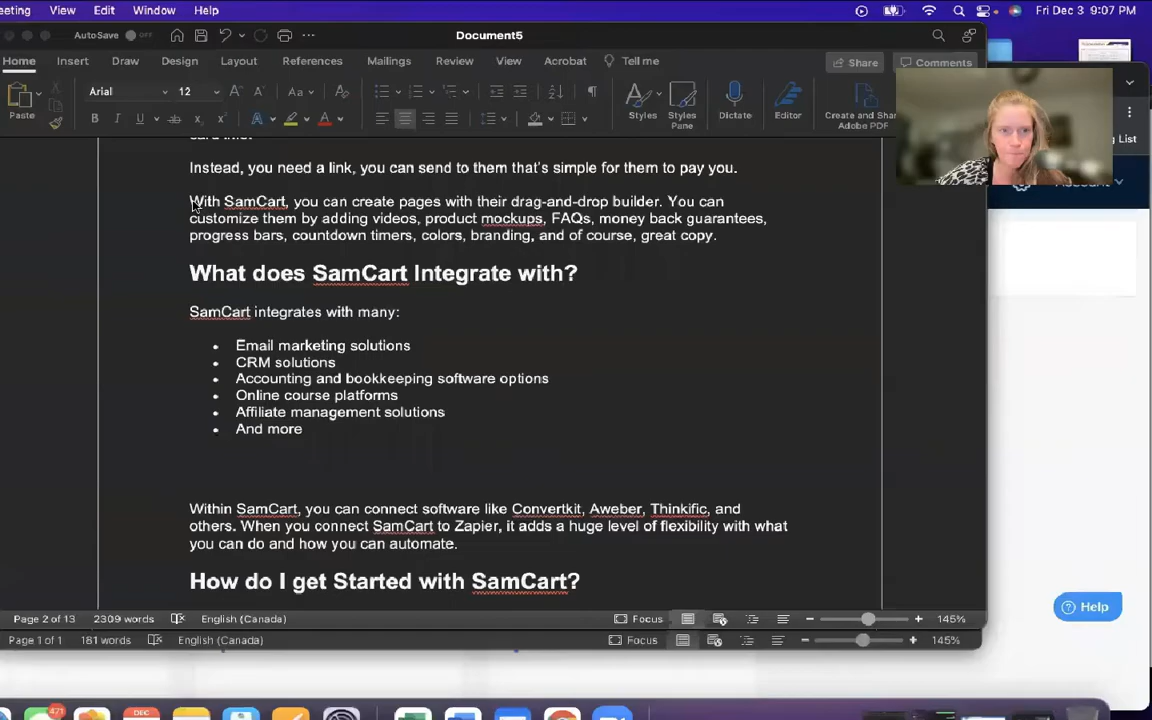 eeting View Edit Window Help Fri Dec 3 9:07 PM
AutoSave OFF Document5
Home Insert Draw Design Layout References Mailings Review View Acrobat Tell me Share Comments
Paste Arial 12 Aa A Styles Styles Pane Dictate Editor Create and Share Adobe PDF
ng List
Account
Instead, you need a link, you can send to them that's simple for them to pay you.
With SamCart, you can create pages with their drag-and-drop builder. You can
customize them by adding videos, product mockups, FAQs, money back guarantees,
progress bars, countdown timers, colors, branding, and of course, great copy.
What does SamCart Integrate with?
SamCart integrates with many:
• Email marketing solutions
• CRM solutions
• Accounting and bookkeeping software options
• Online course platforms
• Affiliate management solutions
• And more
Within SamCart, you can connect software like Convertkit, Aweber, Thinkific, and
others. When you connect SamCart to Zapier, it adds a huge level of flexibility with what
you can do and how you can automate.
How do I get Started with SamCart?
Help
Page 2 of 13 2309 words English (Canada) Focus 145%
Page 1 of 1 181 words English (Canada) Focus 145%
421 DEC